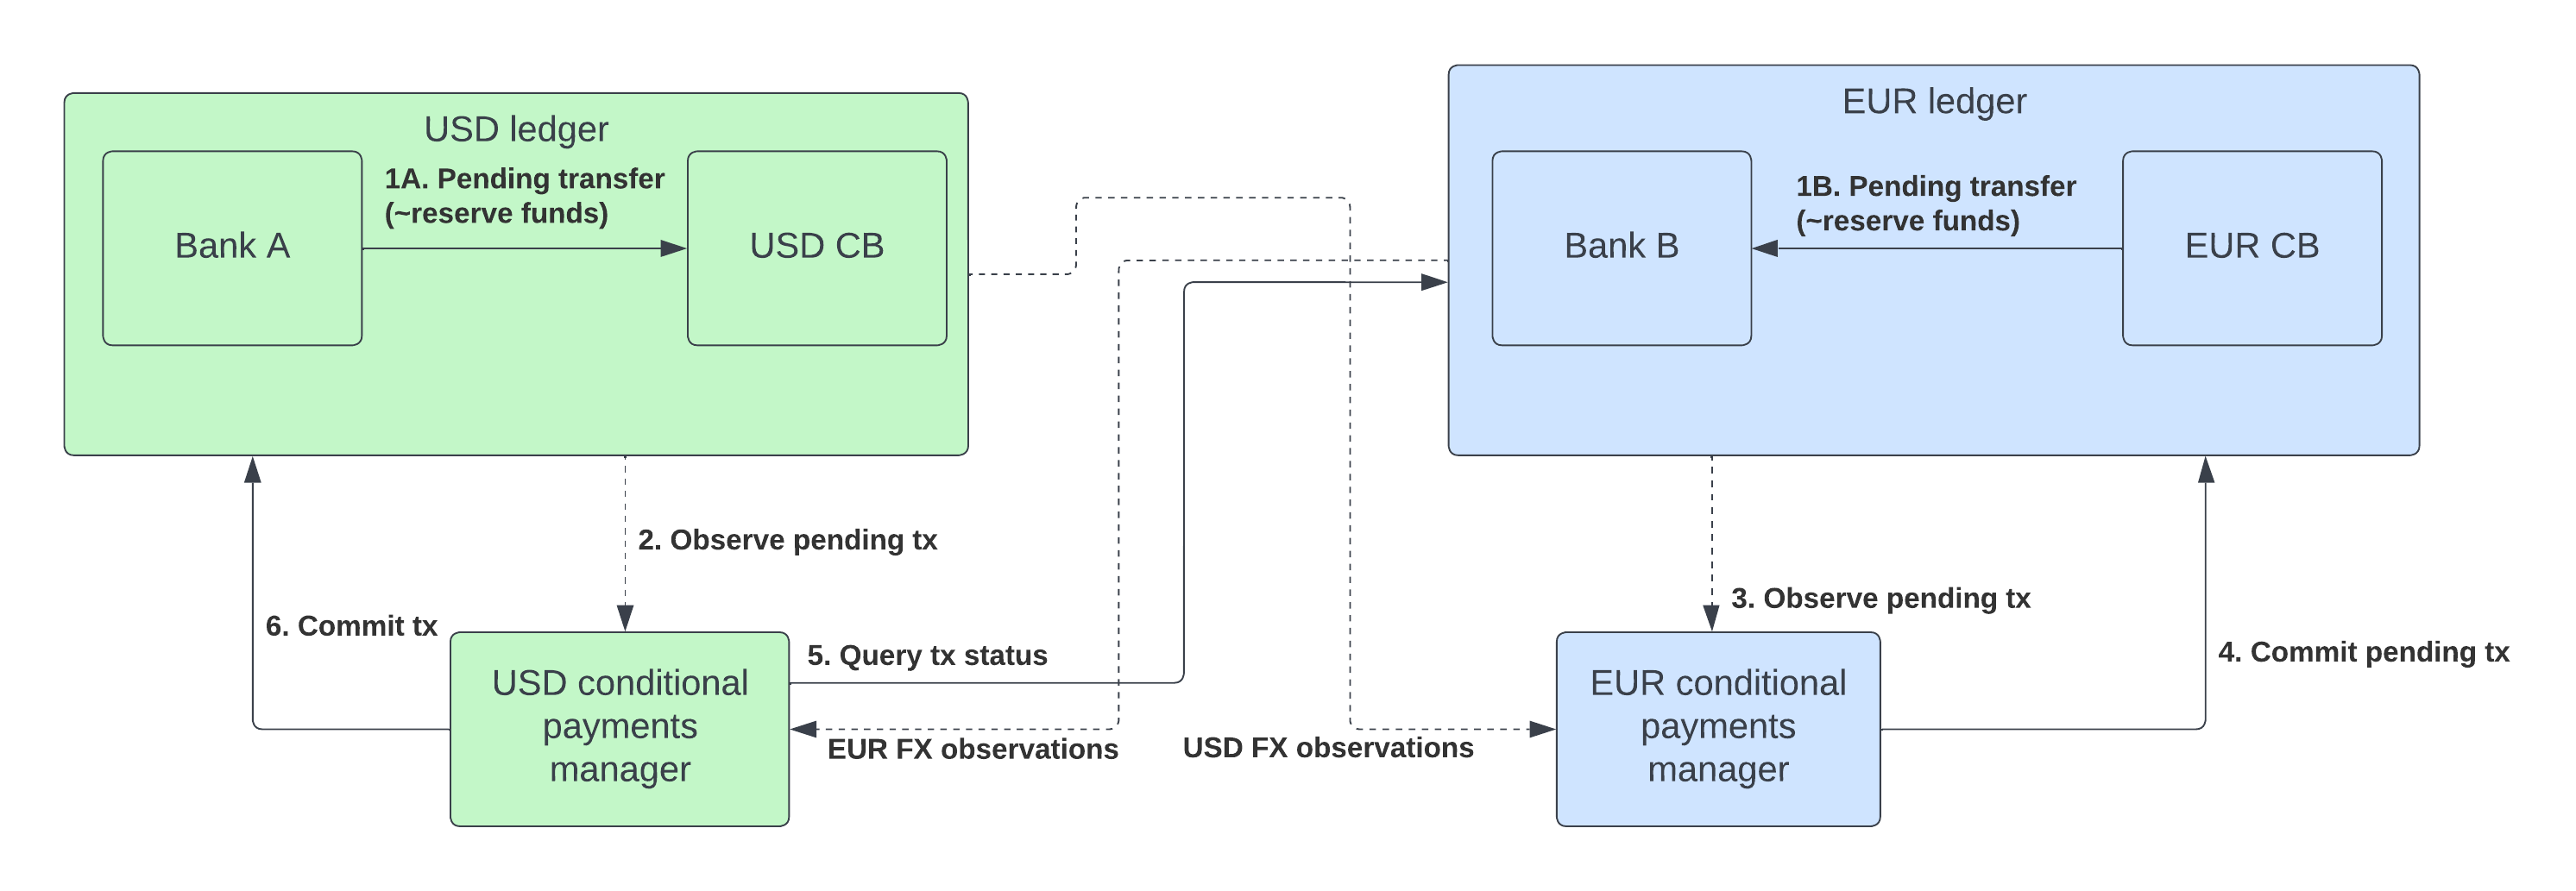 USD ledger
Bank A
1A. Pending transfer
(~reserve funds)
USD CB
EUR ledger
Bank B
1B. Pending transfer
(~reserve funds)
EUR CB
2. Observe pending tx
3. Observe pending tx
6. Commit tx
5. Query tx status
4. Commit pending tx
USD conditional
payments
manager
EUR FX observations
USD FX observations
EUR conditional
payments
manager